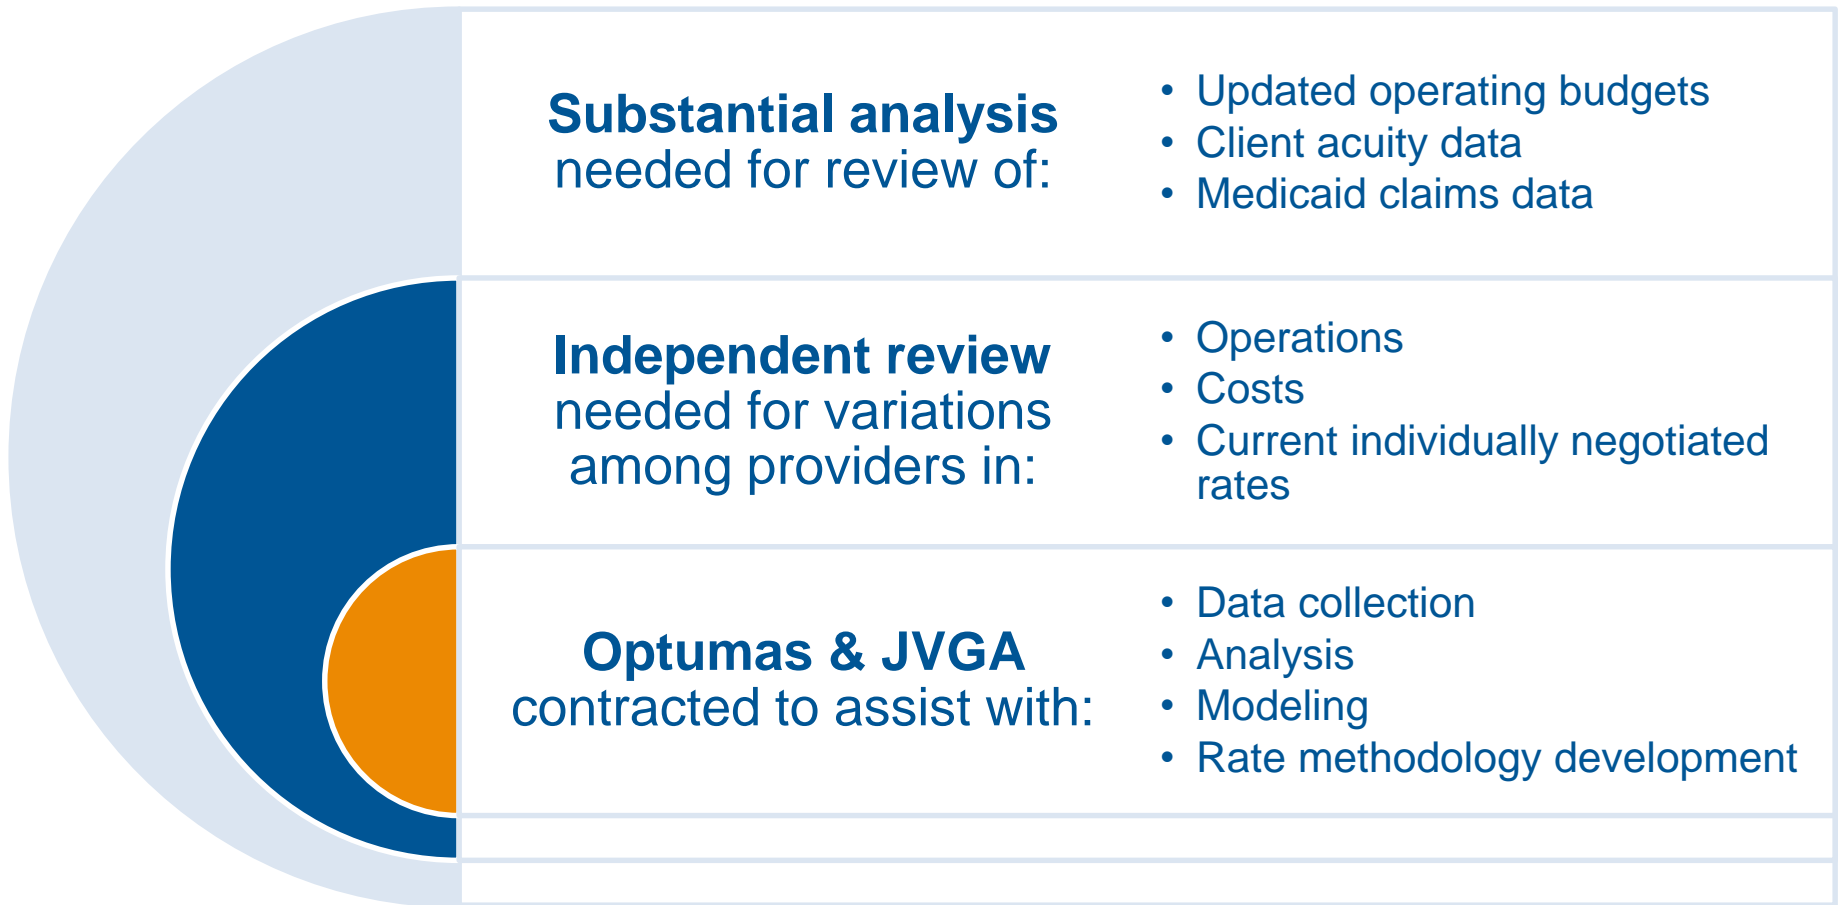 Substantial analysis
needed for review of:
• Updated operating budgets
• Client acuity data
• Medicaid claims data
Independent review
needed for variations
among providers in:
• Operations
• Costs
• Current individually negotiated
rates
Optumas & JVGA
contracted to assist with:
• Data collection
• Analysis
• Modeling
• Rate methodology development